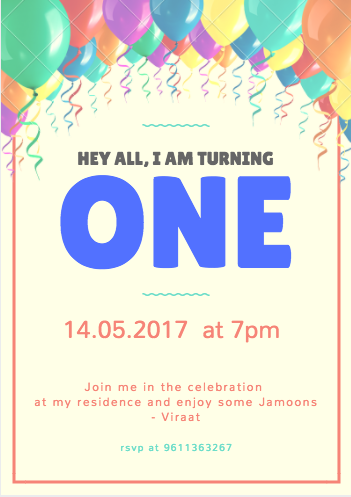 HEY ALL, I AM TURNING
ONE
14.05.2017 at 7pm
Join me in the celebration
at my residence and enjoy some Jamoons
- Viraat
rsvp at 9611363267